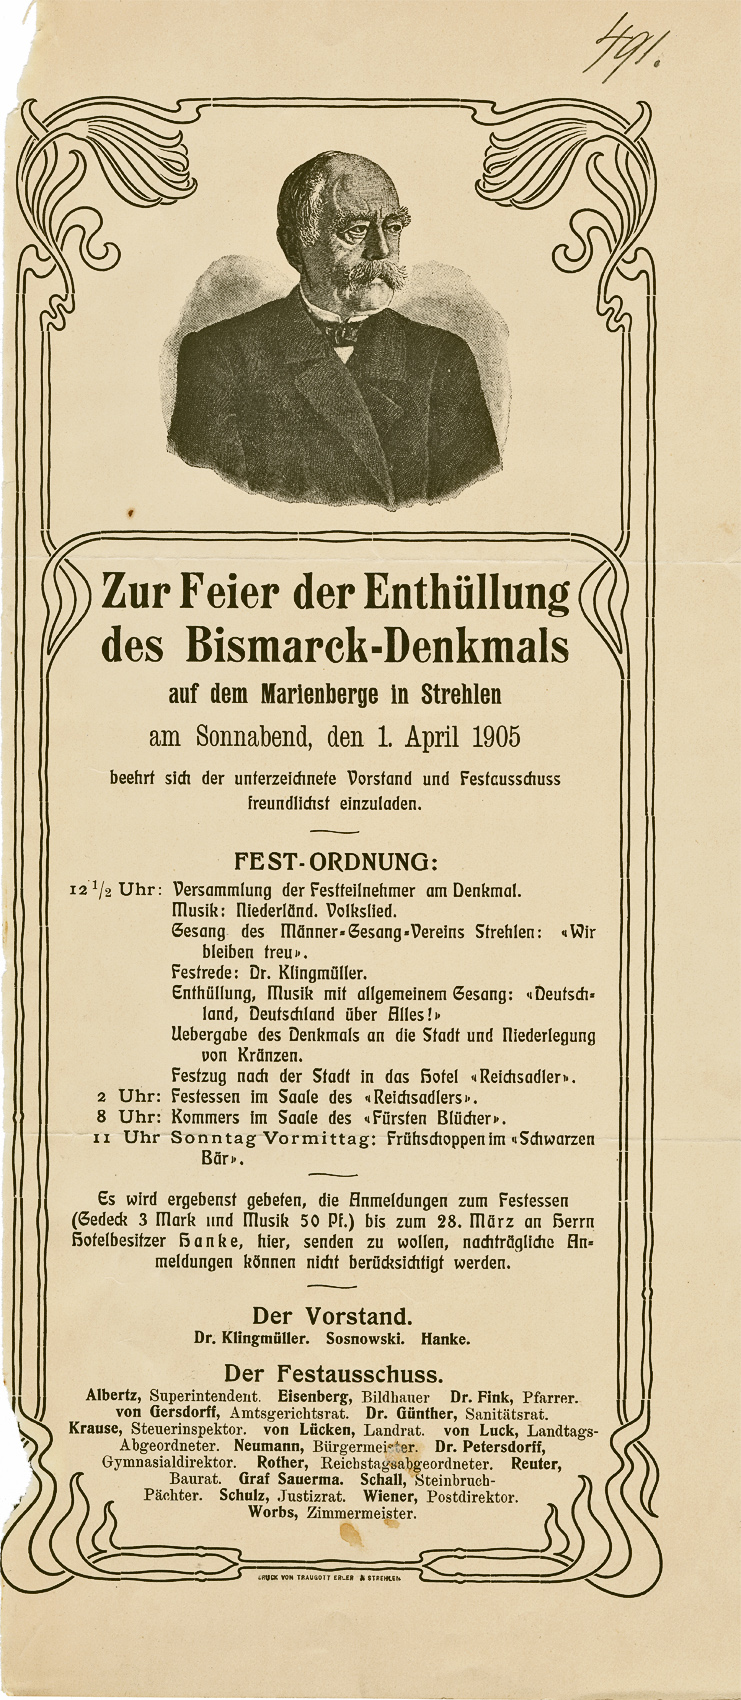 491.
Zur Feier der Enthüllung
des Bismarck-Denkmals
auf dem Marienberge in Strehlen
am Sonnabend, den 1. April 1905
beehrt sich der unterzeichnete Vorstand und Festausschuss
freundlichst einzuladen.
FEST-ORDNUNG:
12 1/2 Uhr: Versammlung der Festteilnehmer am Denkmal.
Musik: Niederländ. Volkslied.
Gesang des Männer-Gesang-Vereins Strehlen: «Wir
bleiben treu».
Festrede: Dr. Klingmüller.
Enthüllung, Musik mit allgemeinem Gesang: «Deutsch-
land, Deutschland über Alles!»
Uebergabe des Denkmals an die Stadt und Niederlegung
von Kränzen.
Festzug nach der Stadt in das Hotel «Reichsadler».
2 Uhr: Festessen im Saale des «Reichsadlers».
8 Uhr: Kommers im Saale des «Fürsten Blücher».
11 Uhr Sonntag Vormittag: Frühschoppen im «Schwarzen
Bär».
Es wird ergebenst gebeten, die Anmeldungen zum Festessen
(Gedeck 3 Mark und Musik 50 Pf.) bis zum 28. März an Herrn
Hotelbesitzer Hanke, hier, senden zu wollen, nachträgliche An-
meldungen können nicht berücksichtigt werden.
Der Vorstand.
Dr. Klingmüller. Sosnowski. Hanke.
Der Festausschuss.
Albertz, Superintendent. Eisenberg, Bildhauer Dr. Fink, Pfarrer.
von Gersdorff, Amtsgerichtsrat. Dr. Günther, Sanitätsrat.
Krause, Steuerinspektor. von Lücken, Landrat. von Luck, Landtags-
Abgeordneter. Neumann, Bürgermeister. Dr. Petersdorff,
Gymnasialdirektor. Rother, Reichstagsabgeordneter. Reuter,
Baurat. Graf Sauerma. Schall, Steinbruch-
Pächter. Schulz, Justizrat. Wiener, Postdirektor.
Worbs, Zimmermeister.
DRUCK VON TRAUGOTT ERLER STREHLEN